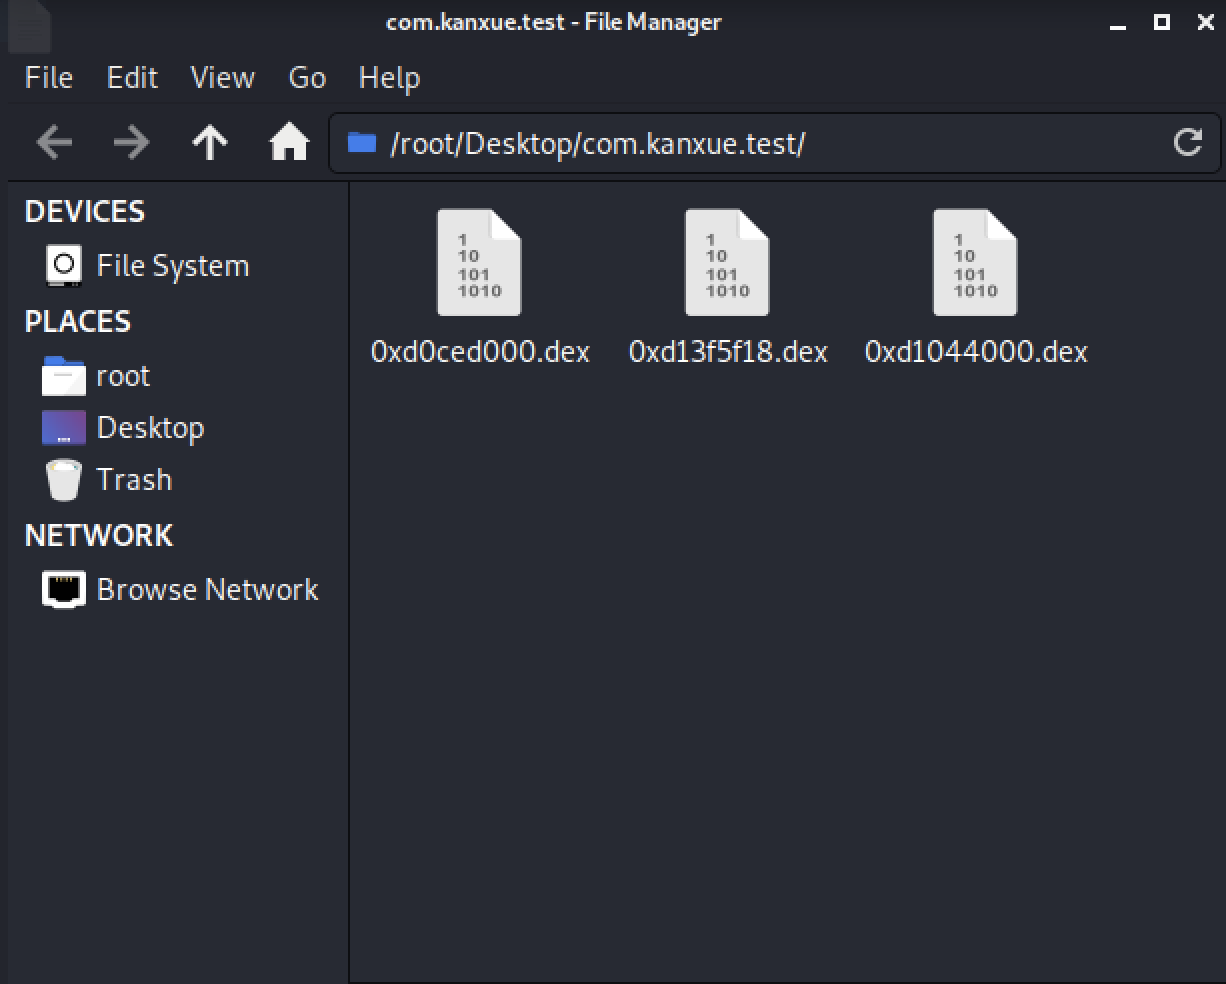 com.kanxue.test - File Manager
File Edit View Go Help
/root/Desktop/com.kanxue.test/
DEVICES
File System
PLACES
root
Desktop
Trash
NETWORK
Browse Network
1
10
101
1010
1
10
101
1010
1
10
101
1010
0xd0ced000.dex 0xd13f5f18.dex 0xd1044000.dex